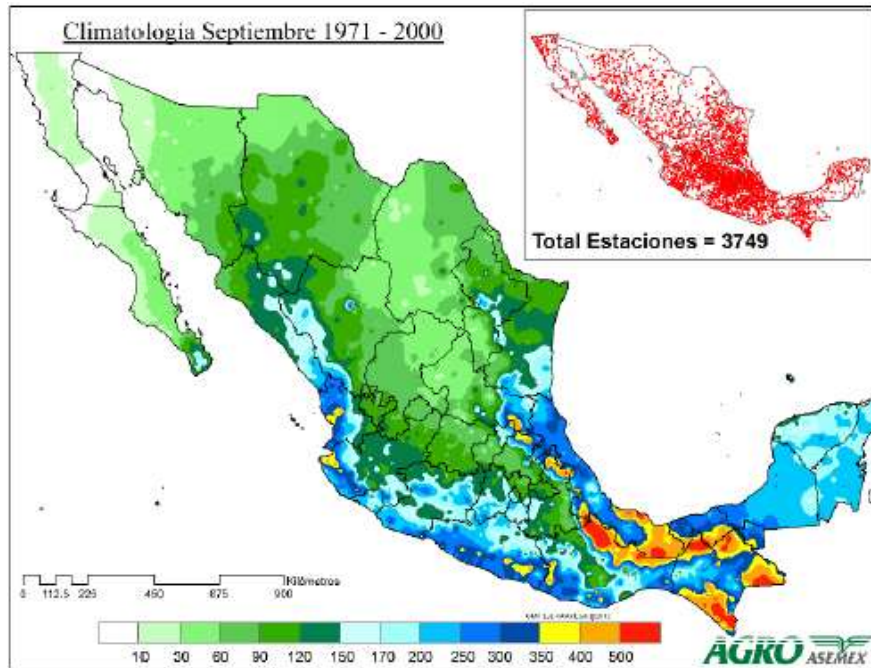 Climatología Septiembre 1971 - 2000
Total Estaciones = 3749
Kilómetros
0 112.5 225 450 675 900
10 30 60 90 120 150 170 200 250 300 350 400 500
AGRO ASEMEX